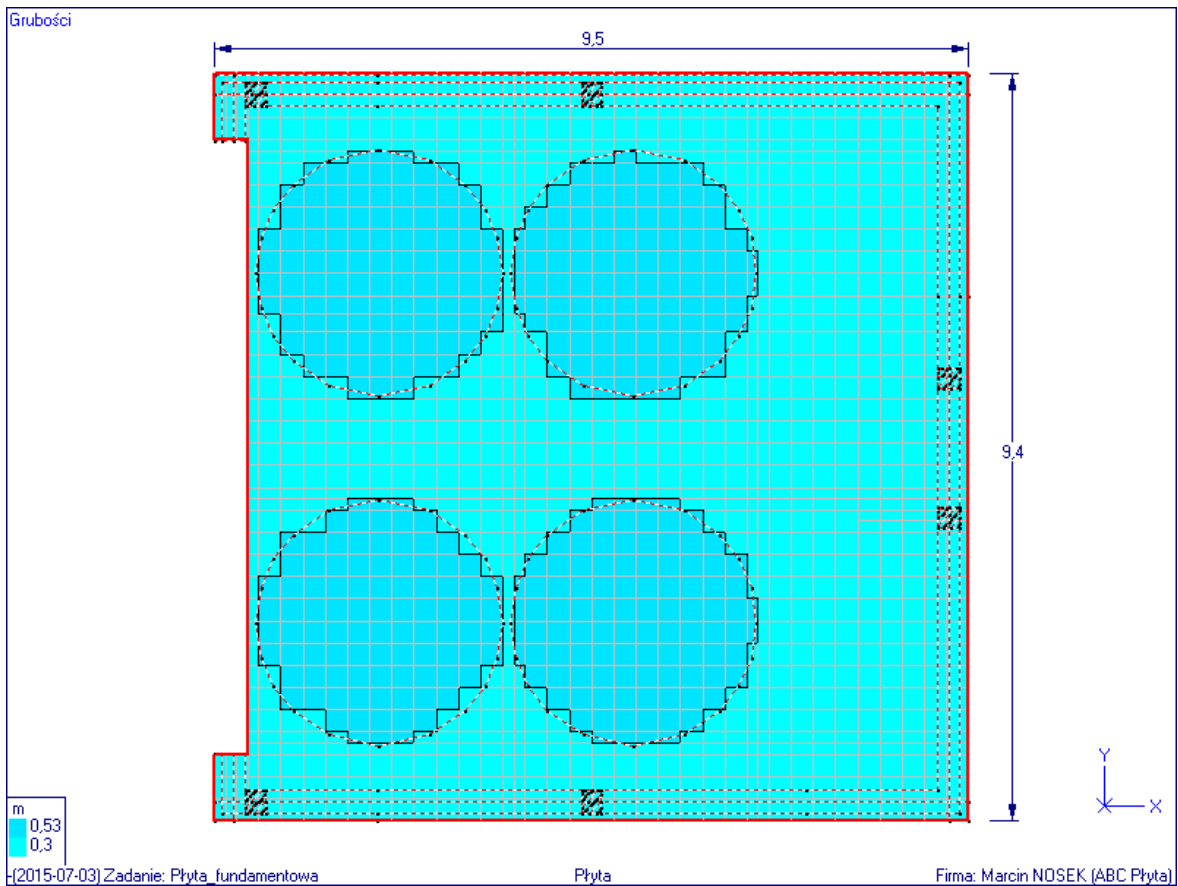 Grubości
9,5
9,4
Y
X
m
0,53
0,3
-(2015-07-03) Zadanie: Płyta_fundamentowa
Płyta
Firma: Marcin NOSEK (ABC Płyta)